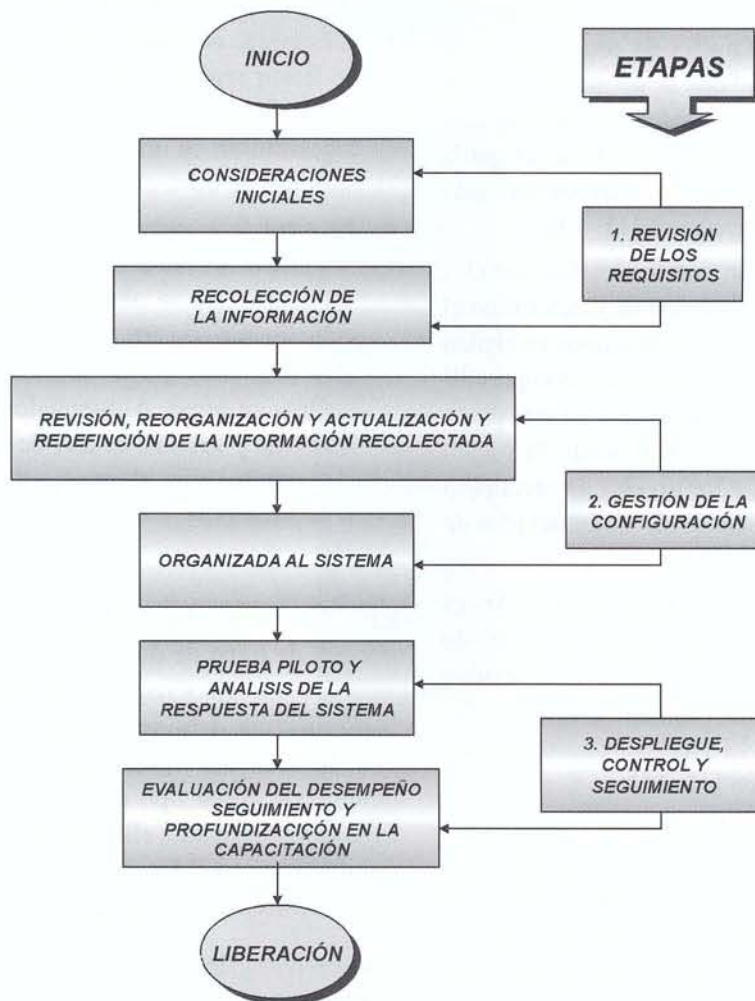 INICIO
ETAPAS
CONSIDERACIONES
INICIALES
1. REVISIÓN
DE LOS
REQUISITOS
RECOLECCIÓN DE
LA INFORMACIÓN
REVISIÓN, REORGANIZACIÓN Y ACTUALIZACIÓN Y
REDEFINCIÓN DE LA INFORMACIÓN RECOLECTADA
2. GESTIÓN DE LA
CONFIGURACIÓN
ORGANIZADA AL SISTEMA
PRUEBA PILOTO Y
ANALISIS DE LA
RESPUESTA DEL SISTEMA
3. DESPLIEGUE,
CONTROL Y
SEGUIMIENTO
EVALUACIÓN DEL DESEMPEÑO
SEGUIMIENTO Y
PROFUNDIZACIÇÓN EN LA
CAPACITACIÓN
LIBERACIÓN